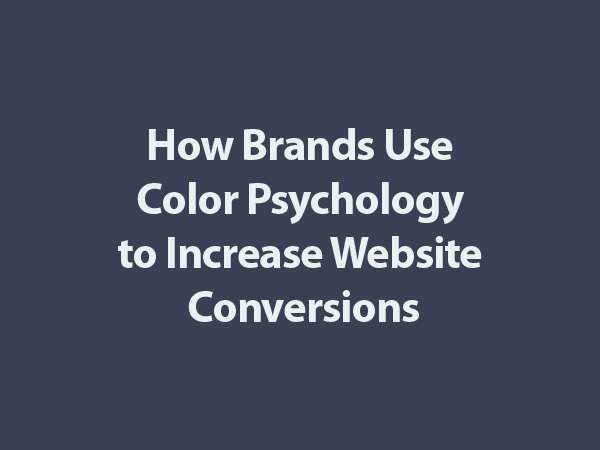 How Brands Use
Color Psychology
to Increase Website
Conversions